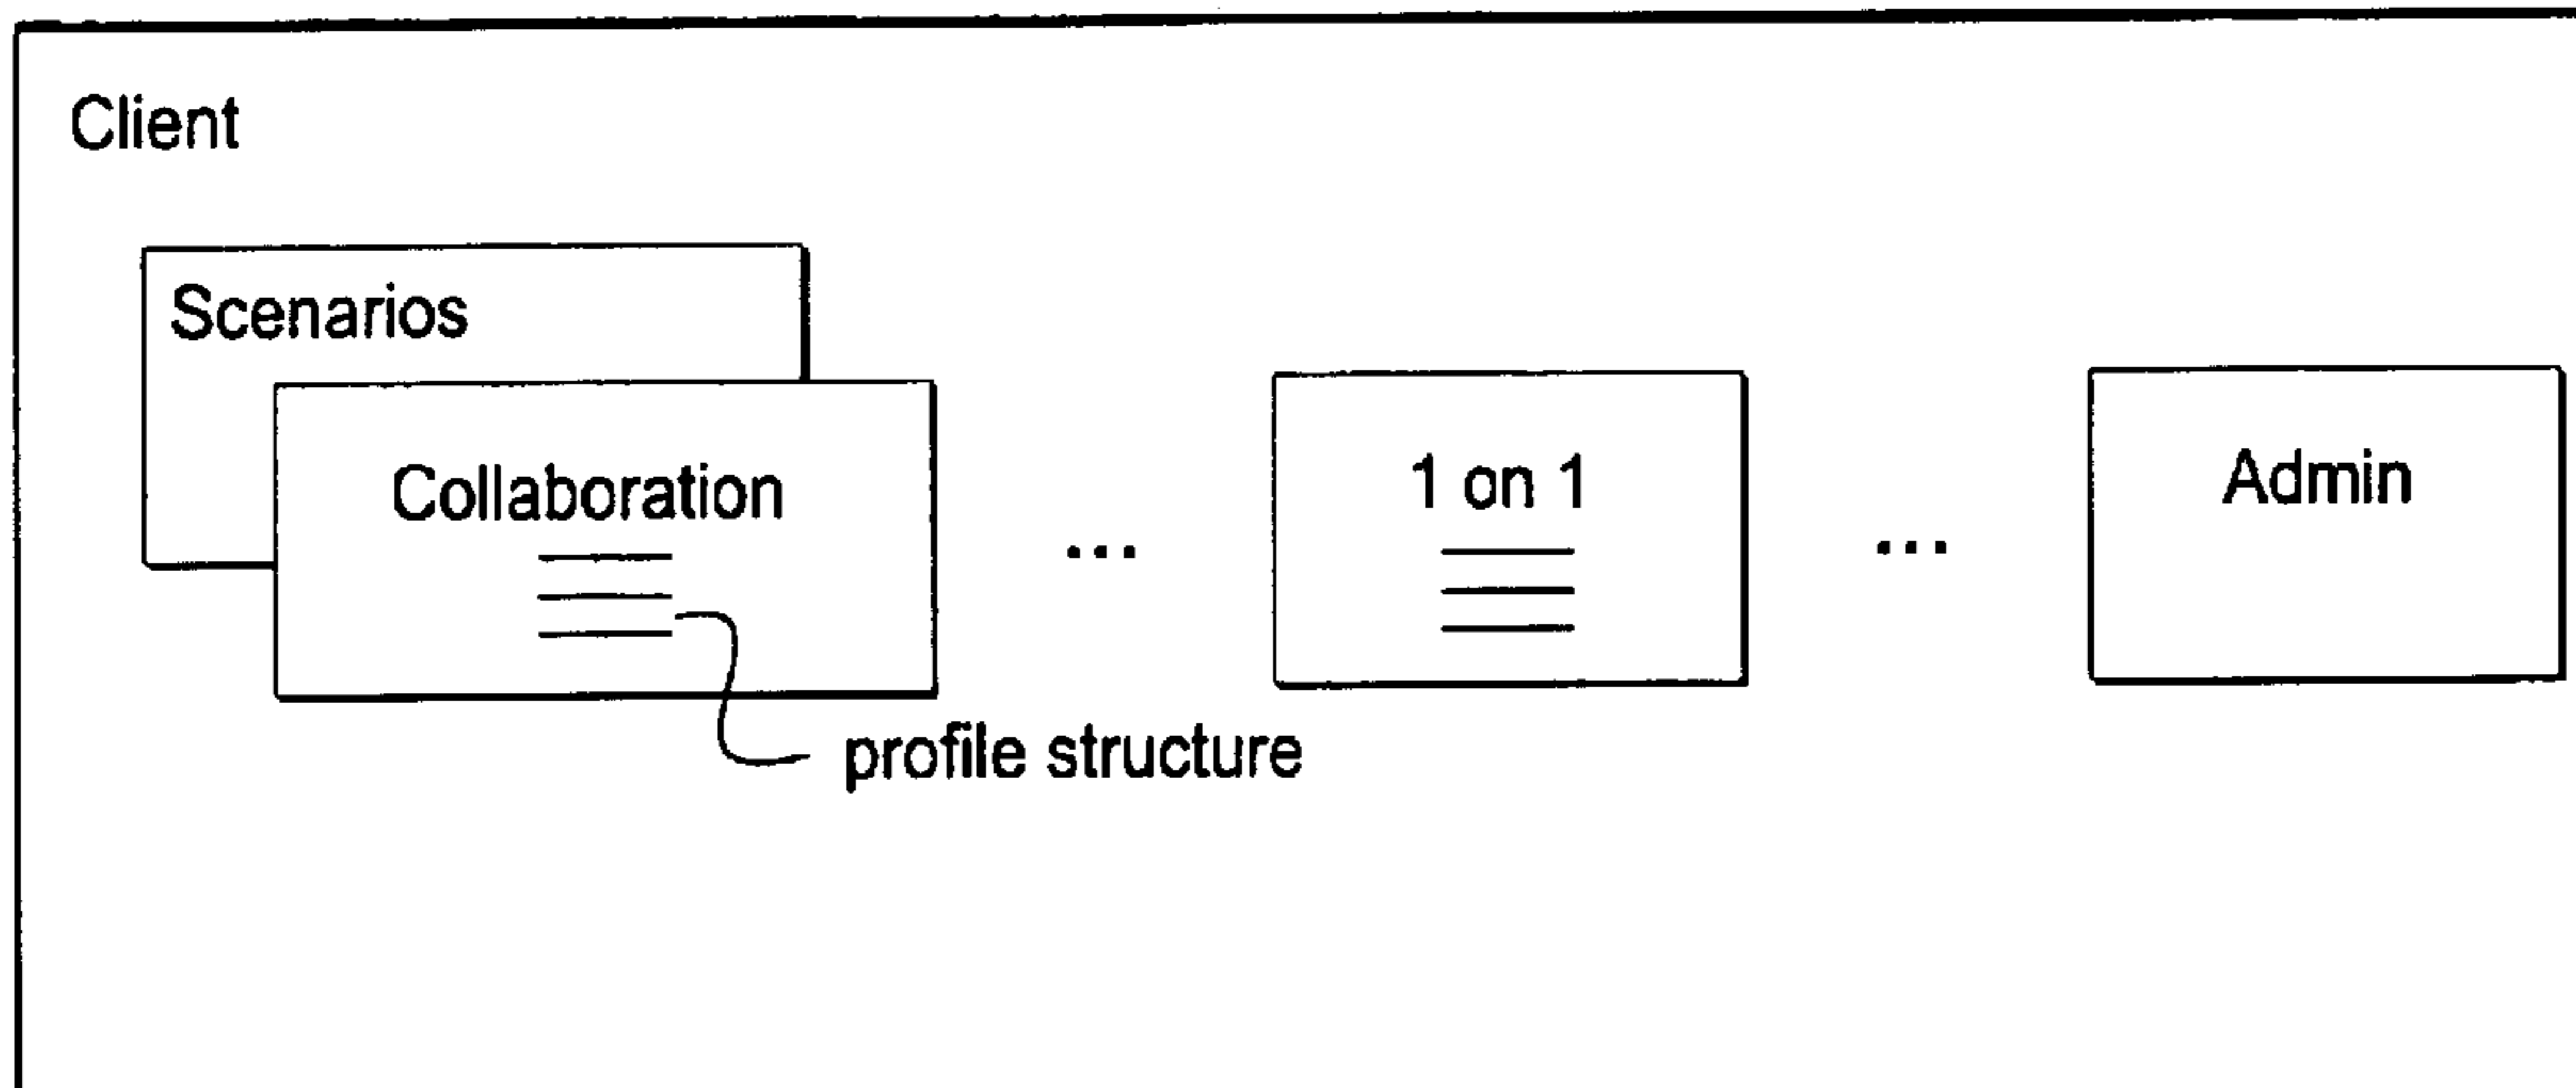 Client
Scenarios
Collaboration
...
1 on 1
...
Admin
profile structure